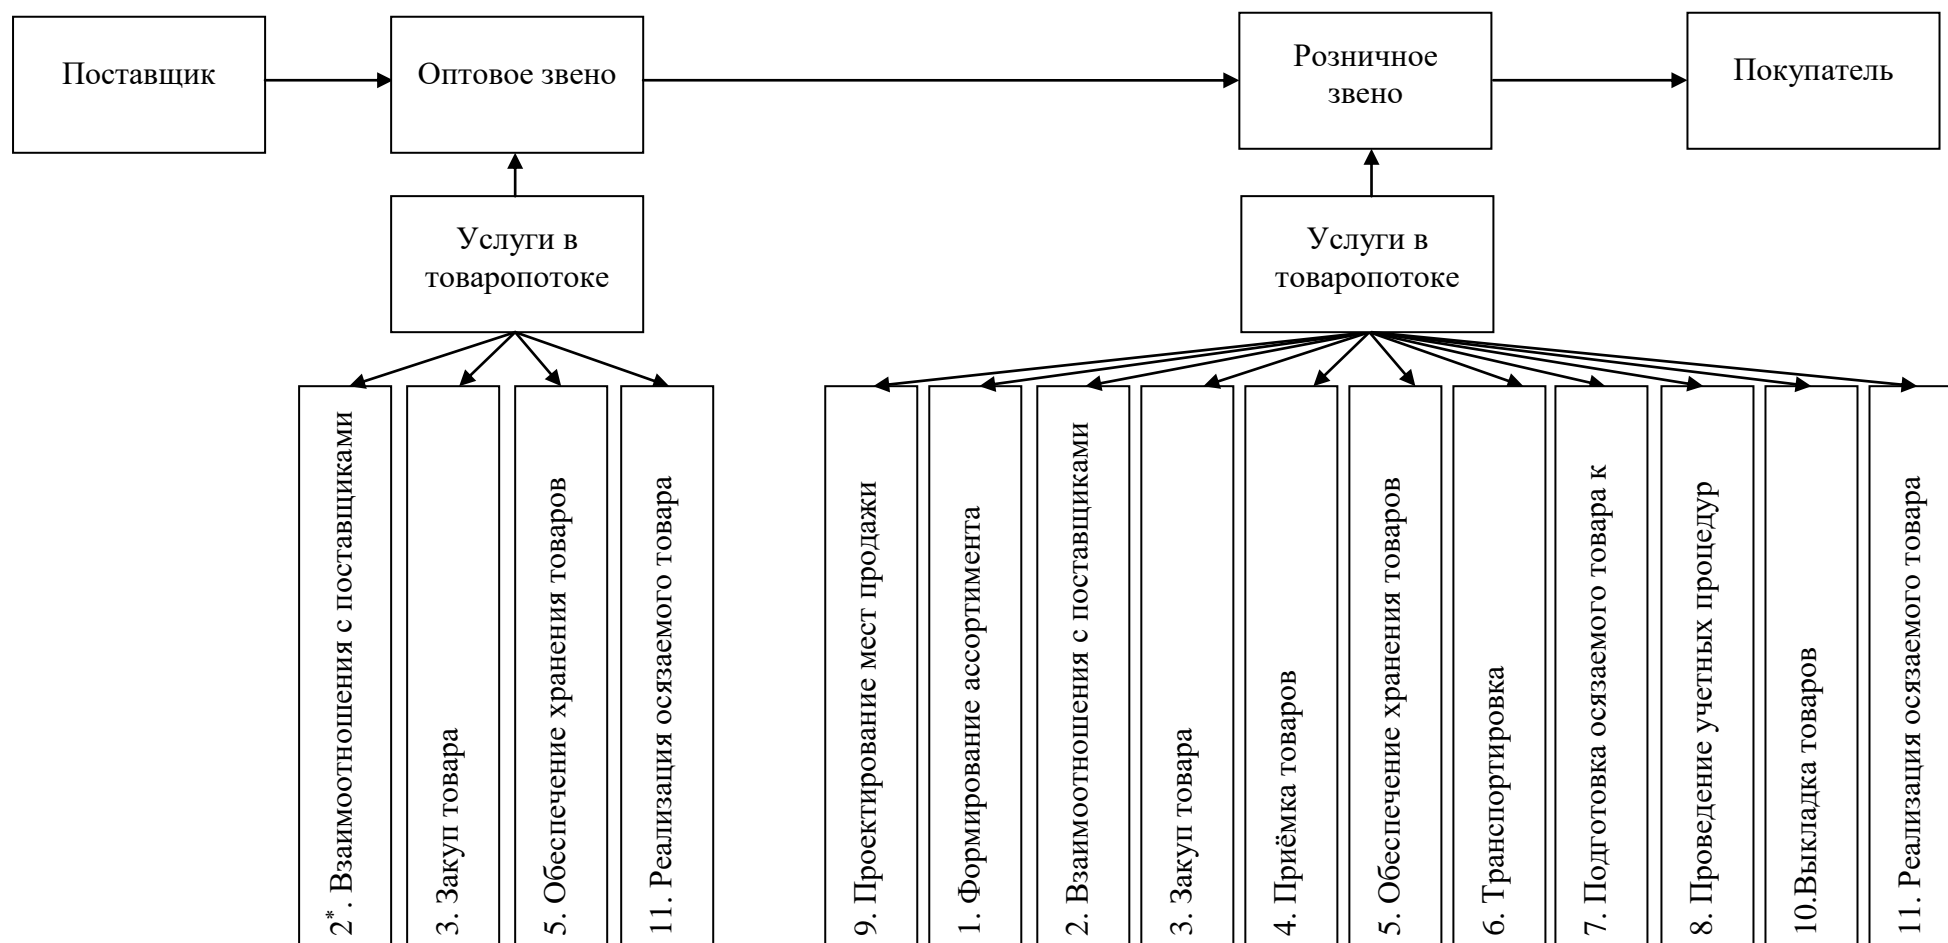 Поставщик
Оптовое звено
Розничное
звено
Покупатель
Услуги в
товаропотоке
Услуги в
товаропотоке
2*. Взаимоотношения с поставщиками
3. Закуп товара
5. Обеспечение хранения товаров
11. Реализация осязаемого товара
9. Проектирование мест продажи
1. Формирование ассортимента
2. Взаимоотношения с поставщиками
3. Закуп товара
4. Приёмка товаров
5. Обеспечение хранения товаров
6. Транспортировка
7. Подготовка осязаемого товара к
8. Проведение учетных процедур
10.Выкладка товаров
11. Реализация осязаемого товара